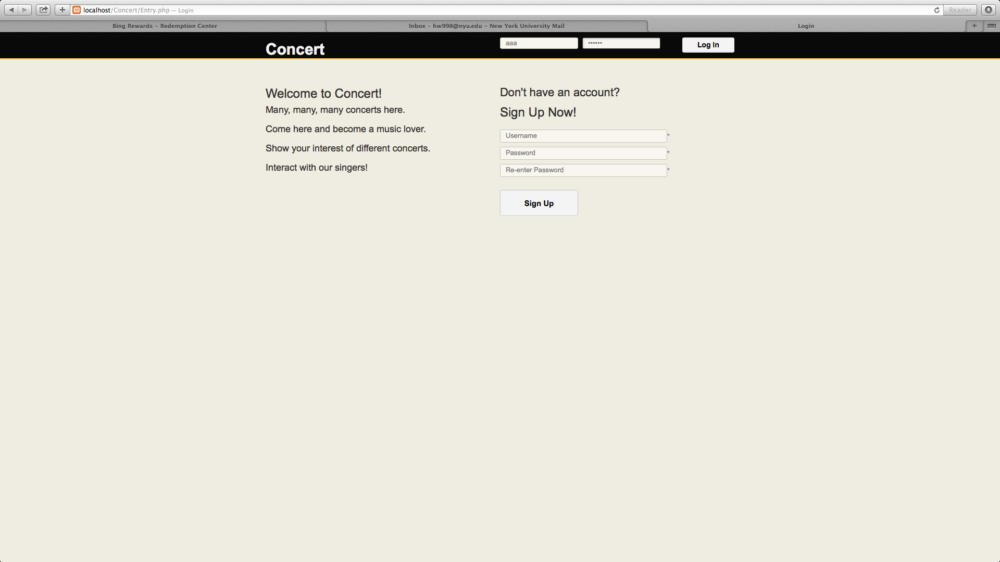 localhost/Concert/Entry.php — Login
Reader
Bing Rewards – Redemption Center
Inbox – hw998@nyu.edu – New York University Mail
Login
Concert
aaa
••••••
Log In
Welcome to Concert!
Many, many, many concerts here.
Come here and become a music lover.
Show your interest of different concerts.
Interact with our singers!
Don't have an account?
Sign Up Now!
Username *
Password *
Re-enter Password *
Sign Up